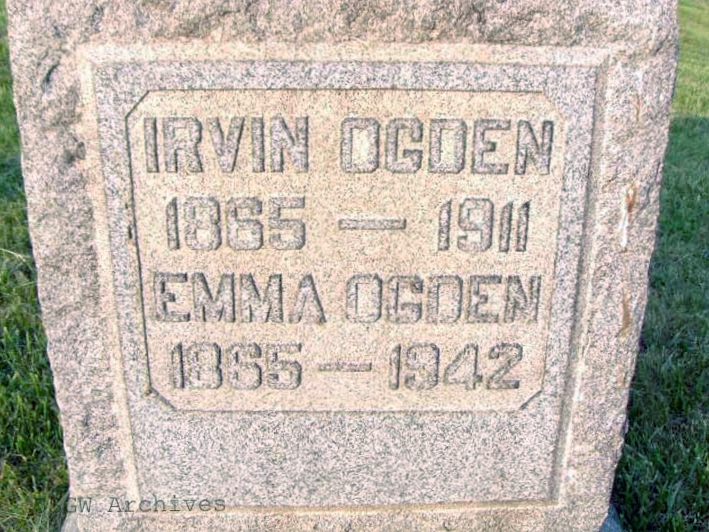 IRVIN OGDEN
1865 — 1911
EMMA OGDEN
1865 — 1942
GW Archives